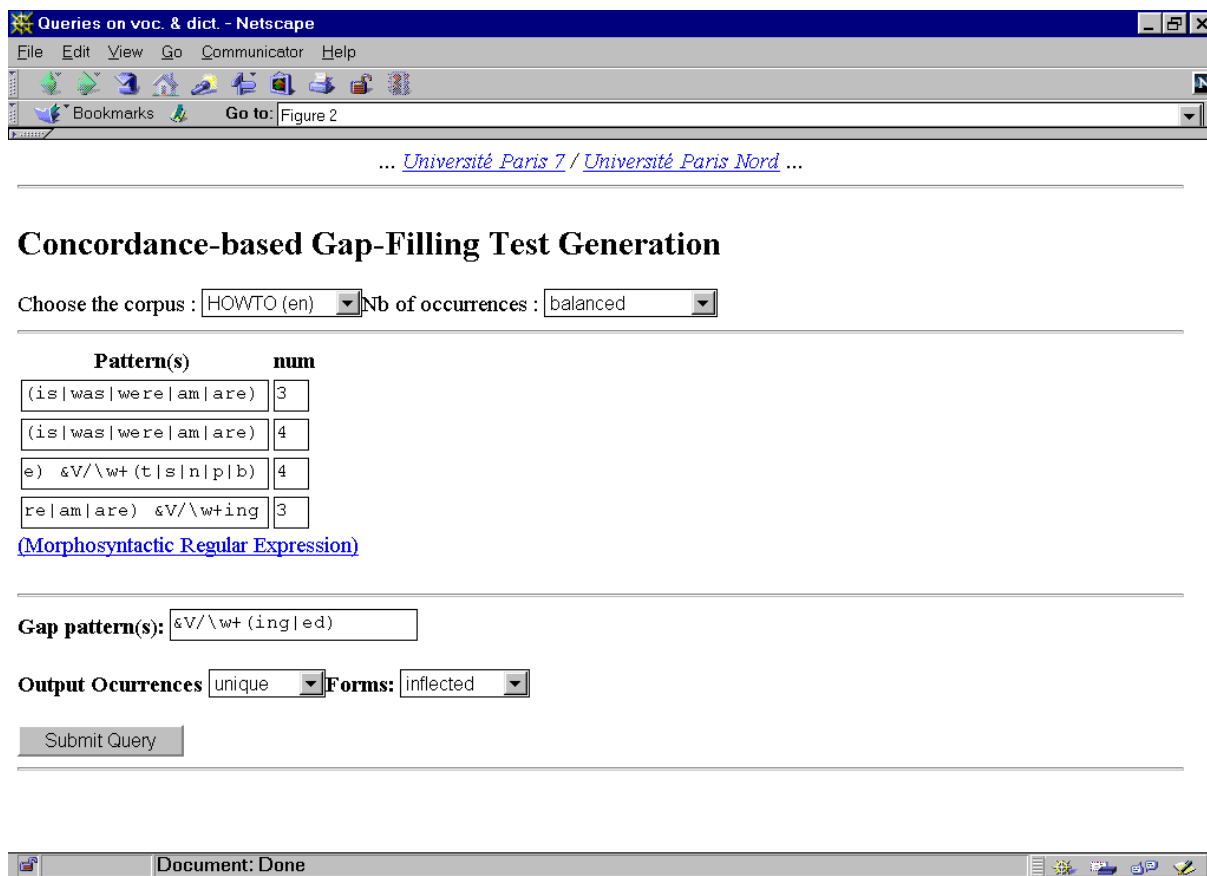 Queries on voc. & dict. - Netscape
File Edit View Go Communicator Help
N
Bookmarks Go to: Figure 2
... Université Paris 7 / Université Paris Nord ...
Concordance-based Gap-Filling Test Generation
Choose the corpus : HOWTO (en) Nb of occurrences : balanced
Pattern(s) num
(is|was|were|am|are) 3
(is|was|were|am|are) 4
e) &V/\w+(t|s|n|p|b) 4
re|am|are) &V/\w+ing 3
(Morphosyntactic Regular Expression)
Gap pattern(s): &V/\w+(ing|ed)
Output Ocurrences unique Forms: inflected
Submit Query
Document: Done